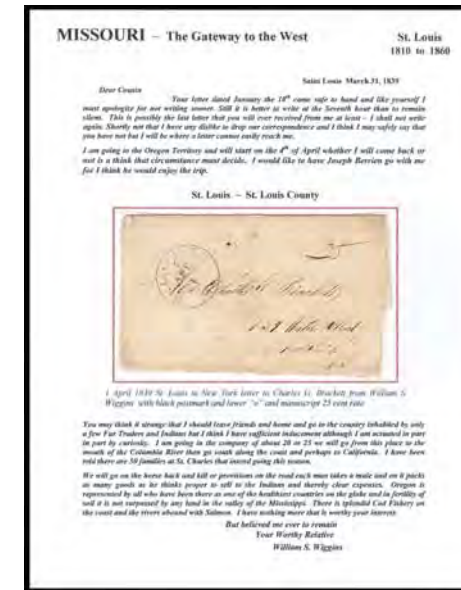 MISSOURI – The Gateway to the West
St. Louis
1810 to 1860
Saint Louis March 31, 1839
Dear Cousin
Your letter dated January the 18th came safe to hand and like yourself I
must apologize for not writing sooner. Still it is better to write at the Seventh hour than to remain
silent. This is possibly the last letter that you will ever received from me at least – I shall not write
again. Shortly not that I have any dislike to drop our correspondence and I think I may safely say that
you have not but I will be where a letter cannot easily reach me.
I am going in the Oregon Territory and will start on the 4th of April whether I will come back or
not is a think that circumstance must decide. I would like to have Joseph Berrien go with me
for I think he would enjoy the trip.
St. Louis – St. Louis County
25
1 April 1839 St. Louis to New York letter to Charles G. Brackett from William S.
Wiggins with black postmark and lower "o" and manuscript 25 cent rate
You may think it strange that I should leave friends and home and go to the country inhabited by only
a few Fur Traders and Indians but I think I have sufficient inducement although I am actuated in part
in part by curiosity. I am going in the company of about 20 to 25 we will go from this place to the
mouth of the Columbia River then go south along the coast and perhaps to California. I have been
told there are 50 families at St. Charles that intend going this season.
We will go on the horse back and kill or provisions on the road each man takes a mule and on it packs
as many goods as he thinks proper to sell to the Indians and thereby clear expenses. Oregon is
represented by all who have been there as one of the healthiest countries on the globe and in fertility of
soil it is not surpassed by any land in the valley of the Mississippi. There is splendid Cod Fishery on
the coast and the rivers abound with Salmon. I have nothing more that is worthy your interest
But believed me ever to remain
Your Worthy Relative
William S. Wiggins